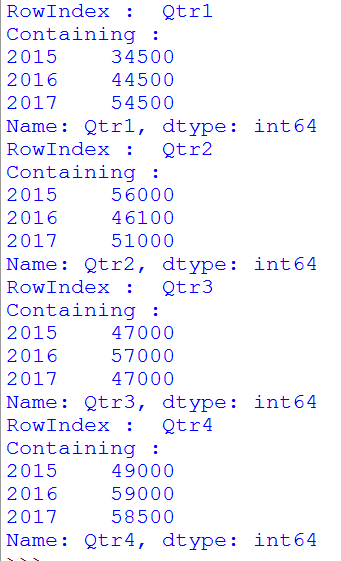 RowIndex :  Qtr1
Containing :
2015    34500
2016    44500
2017    54500
Name: Qtr1, dtype: int64
RowIndex :  Qtr2
Containing :
2015    56000
2016    46100
2017    51000
Name: Qtr2, dtype: int64
RowIndex :  Qtr3
Containing :
2015    47000
2016    57000
2017    47000
Name: Qtr3, dtype: int64
RowIndex :  Qtr4
Containing :
2015    49000
2016    59000
2017    58500
Name: Qtr4, dtype: int64
>>>